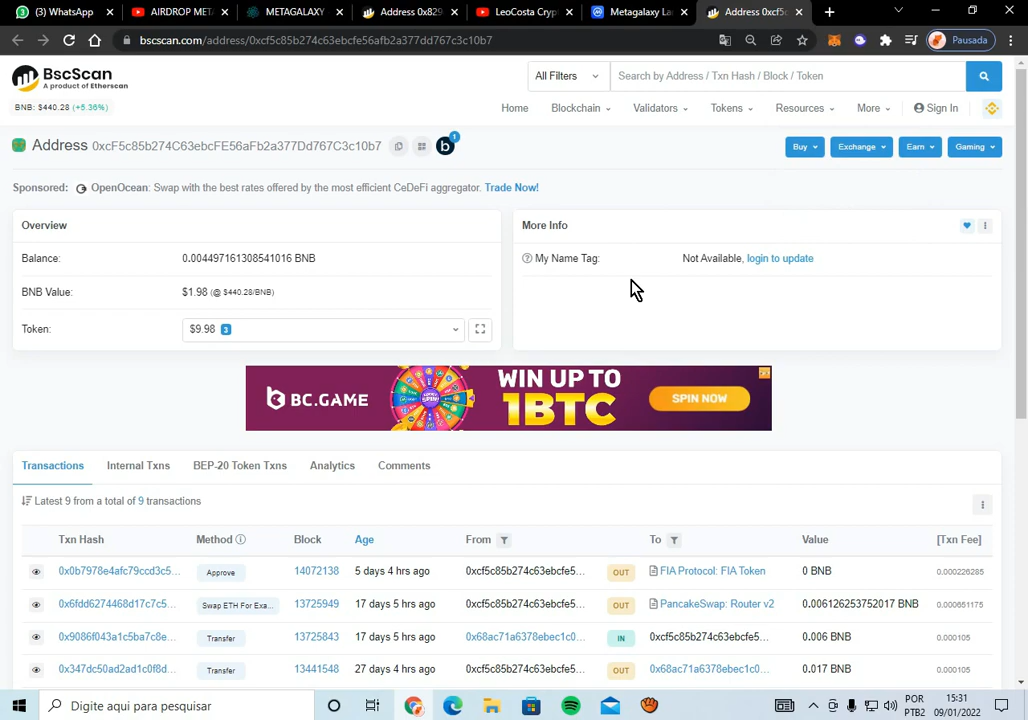 WhatsApp
AIRDROP MET
METAGALAXY
Address 0x829
LeoCosta Cryp
Metagalaxy La
Address 0xcf5
bscscan.com/address/0xcf5c85b274c63ebcfe56afb2a377dd767c3c10b7
Pausada
BscScan
A product of Etherscan
All Filters
Search by Address / Txn Hash / Block / Token
BNB: $440.28 (+5.36%)
Home
Blockchain
Validators
Tokens
Resources
More
Sign In
Address 0xcF5c85b274C63ebcFE56aFb2a377Dd767C3c10b7
b
1
Buy
Exchange
Earn
Gaming
Sponsored: OpenOcean: Swap with the best rates offered by the most efficient CeDeFi aggregator. Trade Now!
Overview
More Info
Balance:
0.004497161308541016 BNB
My Name Tag:
Not Available, login to update
BNB Value:
$1.98 (@ $440.28/BNB)
Token:
$9.98 3
BC.GAME
WIN UP TO
1BTC
SPIN NOW
Transactions
Internal Txns
BEP-20 Token Txns
Analytics
Comments
Latest 9 from a total of 9 transactions
Txn Hash Method Block Age From To Value [Txn Fee]
0x0b7978e4afc79ccd3c5... Approve 14072138 5 days 4 hrs ago 0xcf5c85b274c63ebcfe5... OUT FIA Protocol: FIA Token 0 BNB 0.000226285
0x6fdd6274468d17c7c5... Swap ETH For Exa... 13725949 17 days 5 hrs ago 0xcf5c85b274c63ebcfe5... OUT PancakeSwap: Router v2 0.006126253752017 BNB 0.000651175
0x9086f043a1c5ba7c8e... Transfer 13725843 17 days 5 hrs ago 0x68ac71a6378ebec1c0... IN 0xcf5c85b274c63ebcfe5... 0.006 BNB 0.000105
0x347dc50ad2ad1c0f8d... Transfer 13441548 27 days 4 hrs ago 0xcf5c85b274c63ebcfe5... OUT 0x68ac71a6378ebec1c0... 0.017 BNB 0.000105
Digite aqui para pesquisar
POR
PTB2
15:31
09/01/2022